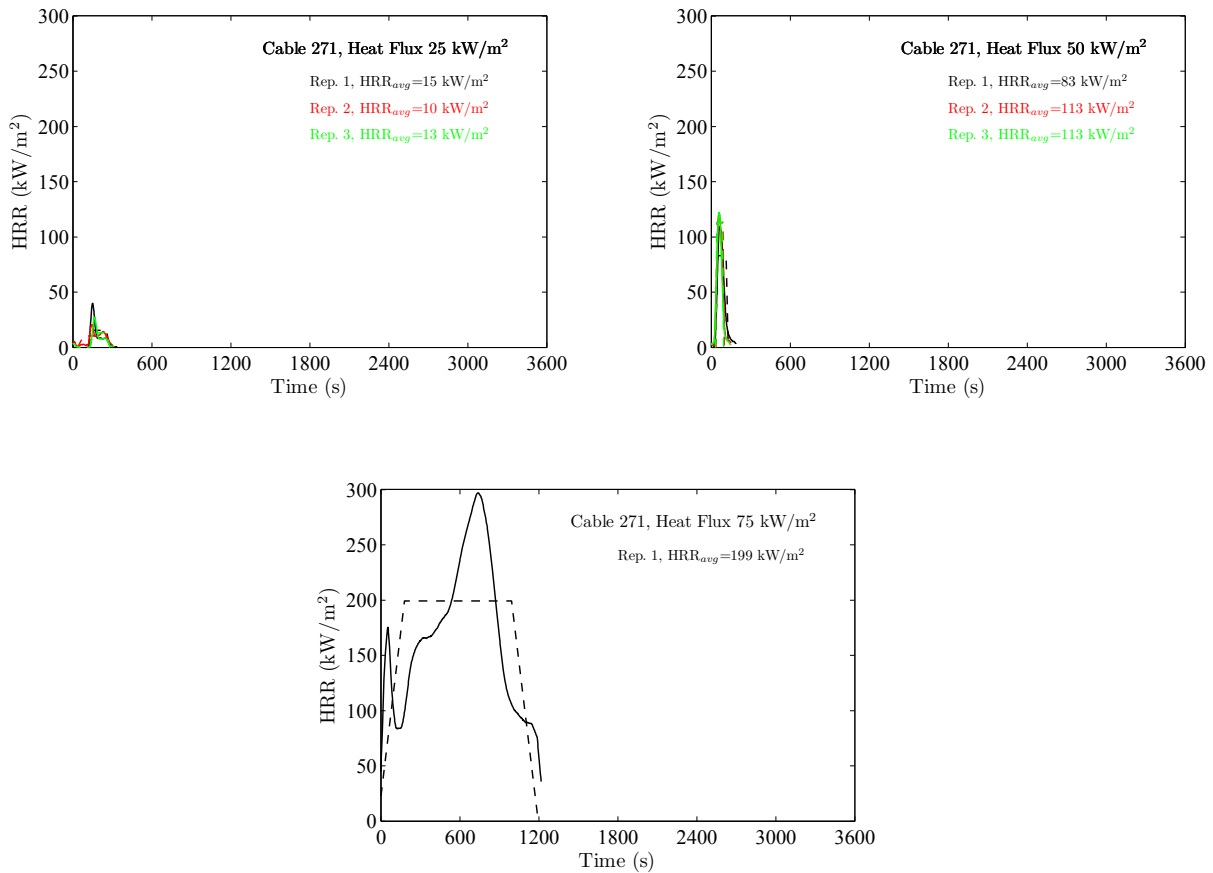 300
250
200
150
100
50
0
HRR (kW/m²)
Cable 271, Heat Flux 25 kW/m²
Rep. 1, HRRavg=15 kW/m²
Rep. 2, HRRavg=10 kW/m²
Rep. 3, HRRavg=13 kW/m²
0 600 1200 1800 2400 3000 3600
Time (s)
300
250
200
150
100
50
0
HRR (kW/m²)
Cable 271, Heat Flux 50 kW/m²
Rep. 1, HRRavg=83 kW/m²
Rep. 2, HRRavg=113 kW/m²
Rep. 3, HRRavg=113 kW/m²
0 600 1200 1800 2400 3000 3600
Time (s)
300
250
200
150
100
50
0
HRR (kW/m²)
Cable 271, Heat Flux 75 kW/m²
Rep. 1, HRRavg=199 kW/m²
0 600 1200 1800 2400 3000 3600
Time (s)